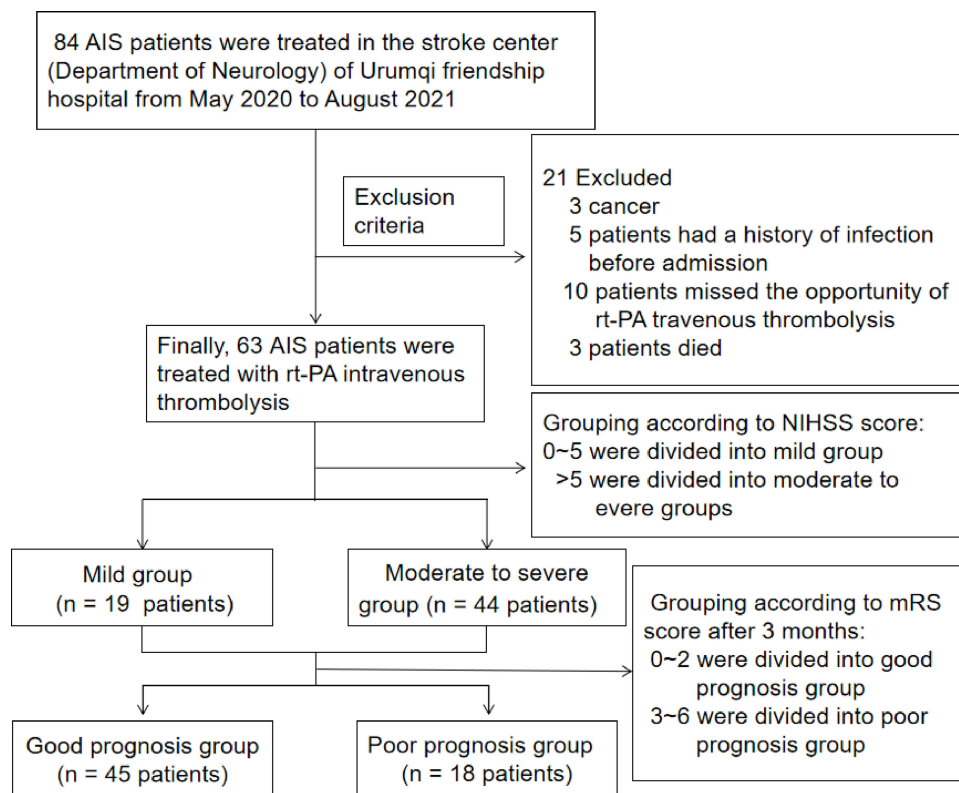 84 AIS patients were treated in the stroke center
(Department of Neurology) of Urumqi friendship
hospital from May 2020 to August 2021
Exclusion
criteria
21 Excluded
3 cancer
5 patients had a history of infection
before admission
10 patients missed the opportunity of
rt-PA travenous thrombolysis
3 patients died
Finally, 63 AIS patients were
treated with rt-PA intravenous
thrombolysis
Grouping according to NIHSS score:
0~5 were divided into mild group
>5 were divided into moderate to
evere groups
Mild group
(n = 19 patients)
Moderate to severe
group (n = 44 patients)
Grouping according to mRS
score after 3 months:
0~2 were divided into good
prognosis group
3~6 were divided into poor
prognosis group
Good prognosis group
(n = 45 patients)
Poor prognosis group
(n = 18 patients)